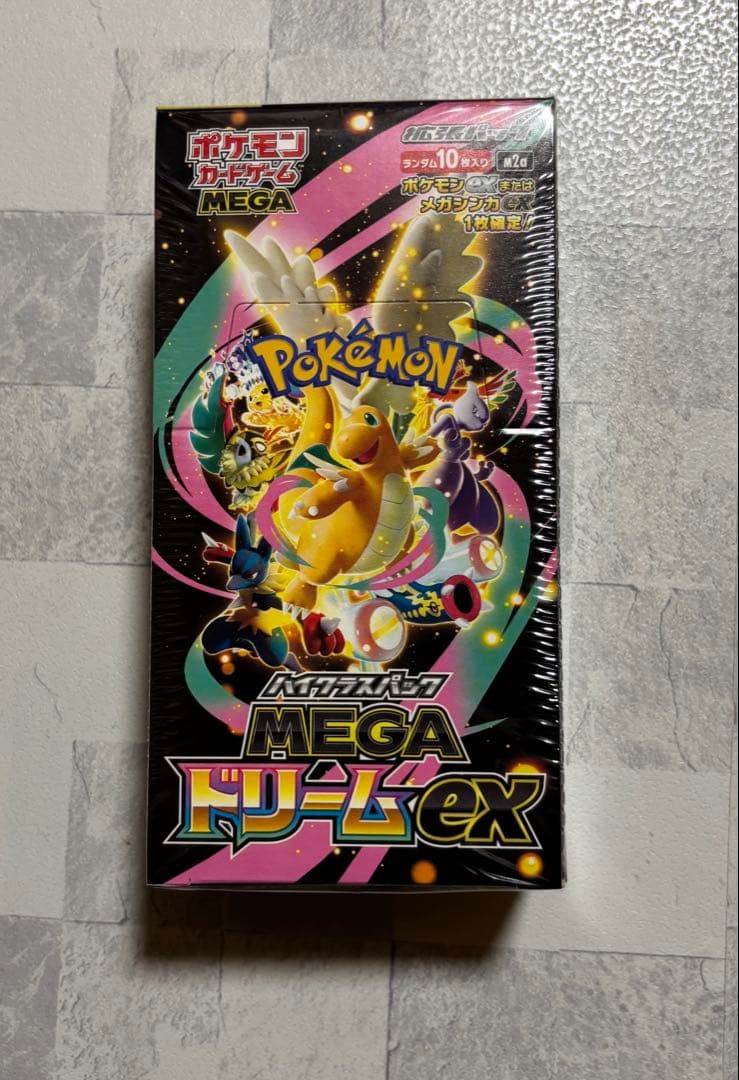 ポケモン
カードゲーム
MEGA
拡張パック
ランダム10枚入り M2a
ポケモンexまたは
メガシンカex
1枚確定!
POKéMON
ハイクラスパック
MEGA
ドリームex